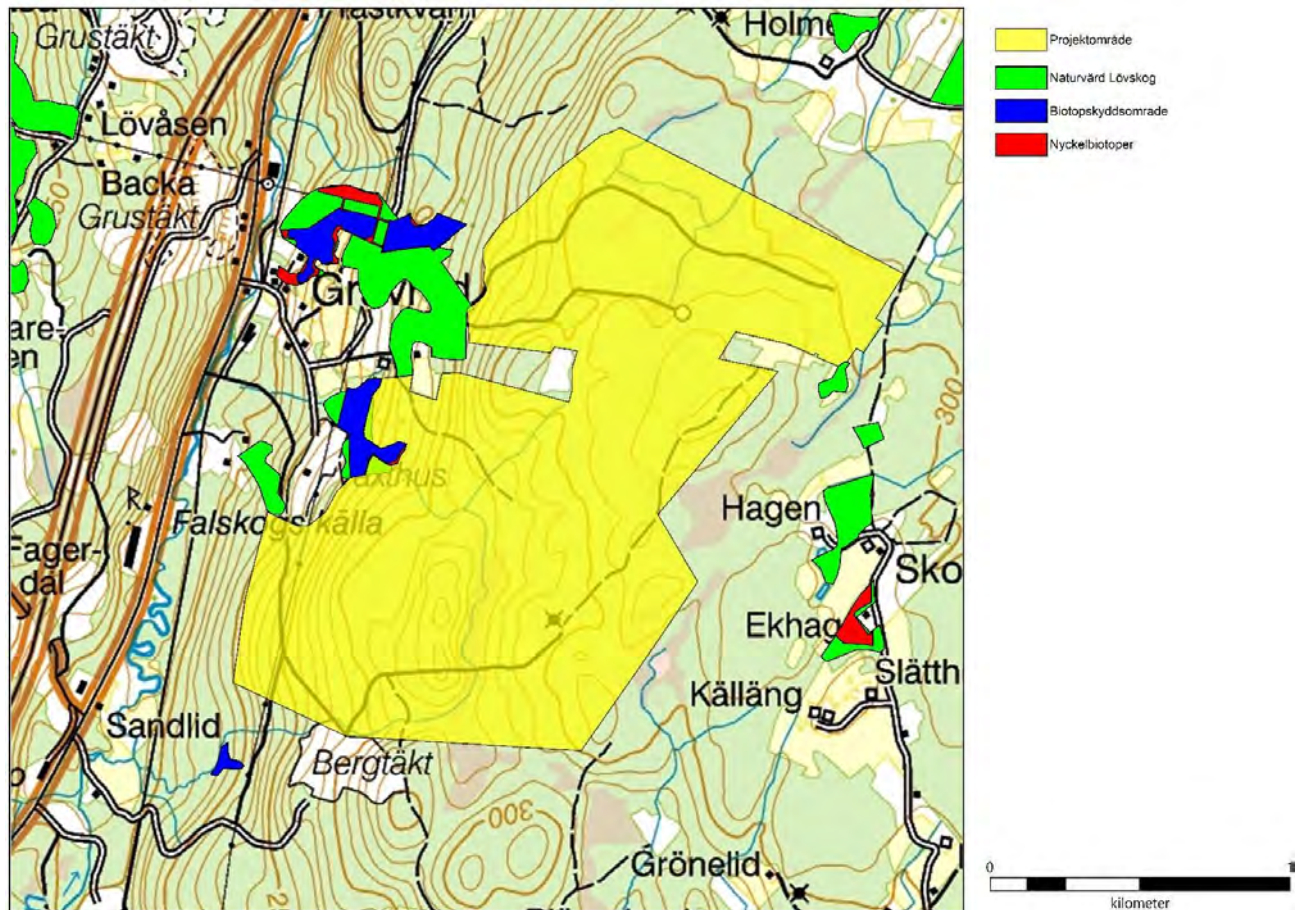 Grustäkt
Holme
Lövåsen
Backa
Grustäkt
300
Falskogskälla
Fager-
dal
R
Hagen
Sko
Ekhag
Slätth
Källäng
Sandlid
Bergtäkt
300
Grönelid
Projektområde
Naturvärd Lövskog
Biotopskyddsomrade
Nyckelbiotoper
0
1
kilometer